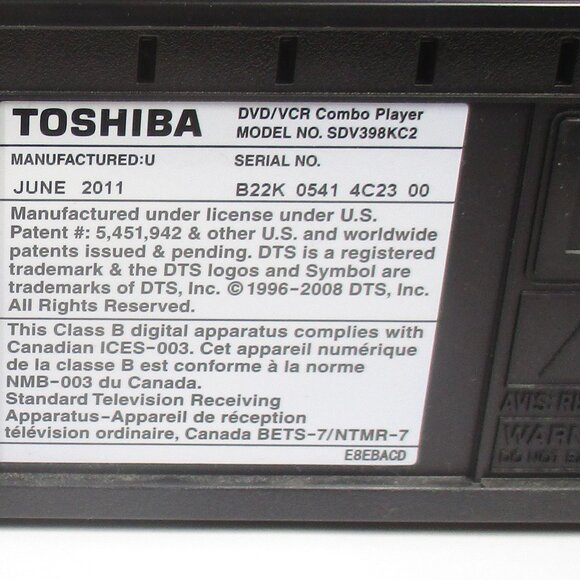 TOSHIBA
DVD/VCR Combo Player
MODEL NO. SDV398KC2
MANUFACTURED:U
SERIAL NO.
JUNE 2011
B22K 0541 4C23 00
Manufactured under license under U.S.
Patent #: 5,451,942 & other U.S. and worldwide
patents issued & pending. DTS is a registered
trademark & the DTS logos and Symbol are
trademarks of DTS, Inc. ©1996-2008 DTS, Inc.
All Rights Reserved.
This Class B digital apparatus complies with
Canadian ICES-003. Cet appareil numérique
de la classe B est conforme à la norme
NMB-003 du Canada.
Standard Television Receiving
Apparatus-Appareil de réception
télévision ordinaire, Canada BETS-7/NTMR-7
E8EBACD
AVIS:
DO NOT